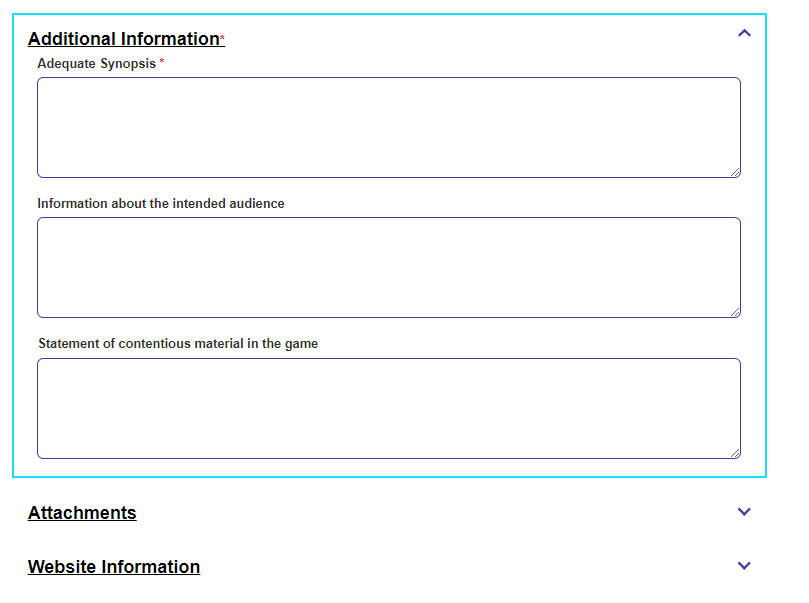 Additional Information*
Adequate Synopsis *
Information about the intended audience
Statement of contentious material in the game
Attachments
Website Information